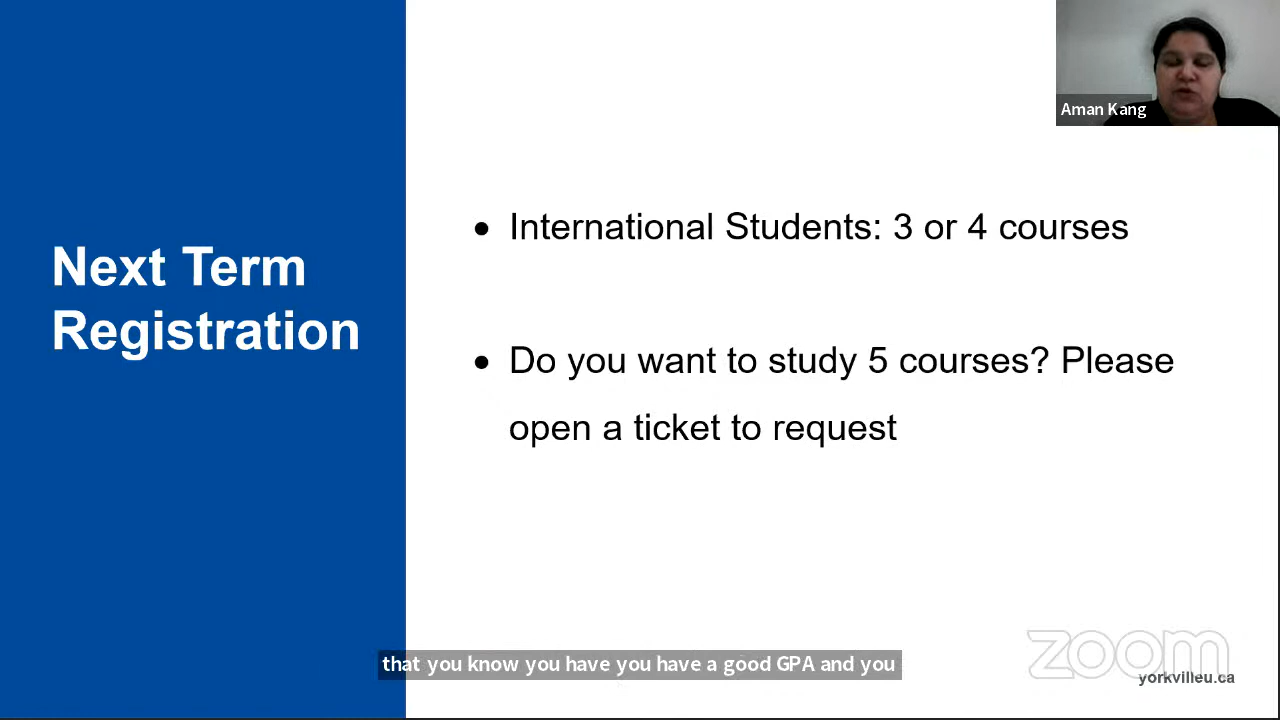 Aman Kang
Next Term
Registration
• International Students: 3 or 4 courses
• Do you want to study 5 courses? Please
open a ticket to request
that you know you have you have a good GPA and you
zoom
yorkvilleu.ca